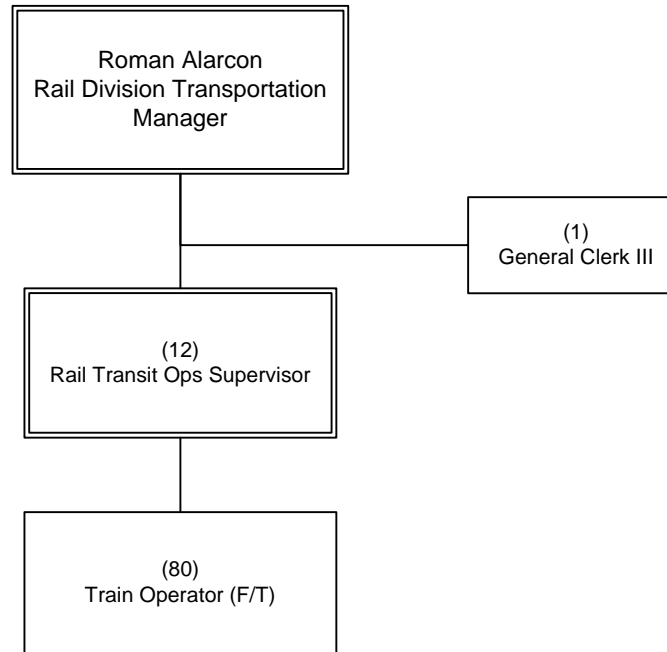 Roman Alarcon
Rail Division Transportation
Manager
(1)
General Clerk III
(12)
Rail Transit Ops Supervisor
(80)
Train Operator (F/T)